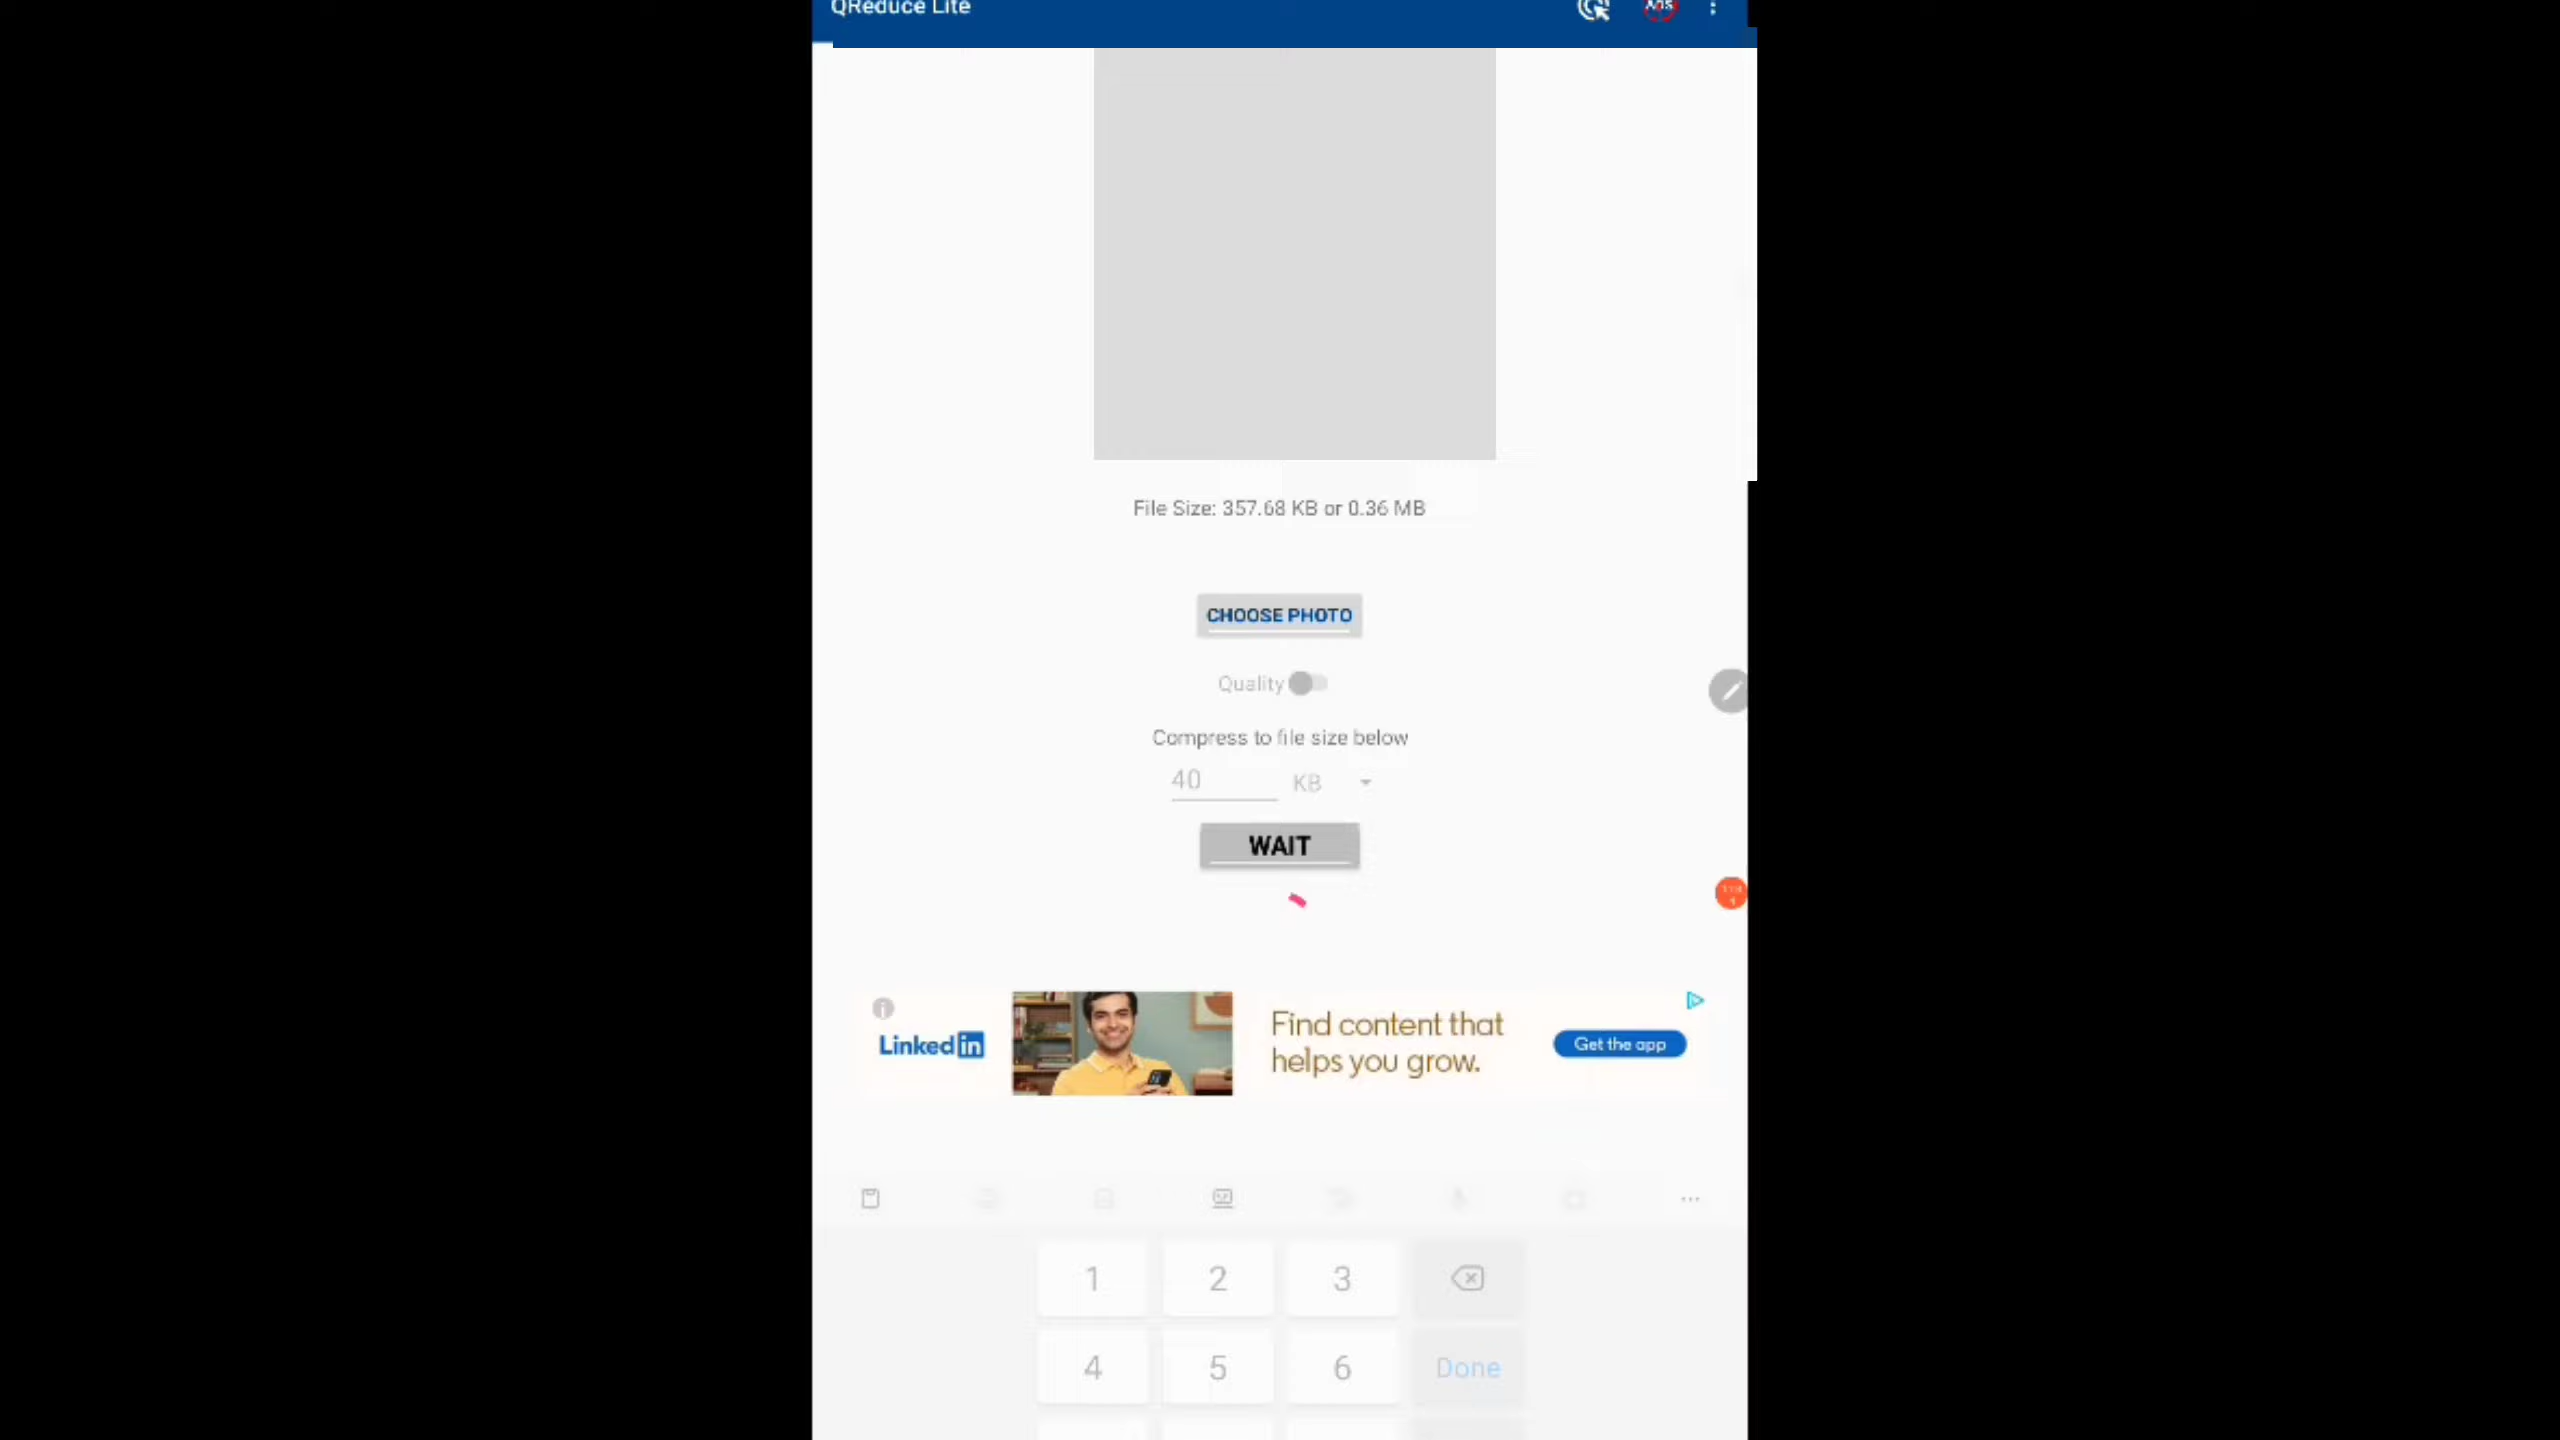 QReduce Lite
File Size: 357.68 KB or 0.36 MB
CHOOSE PHOTO
Quality
Compress to file size below
40 KB
WAIT
LinkedIn
Find content that
helps you grow.
Get the app
1 2 3
4 5 6 Done